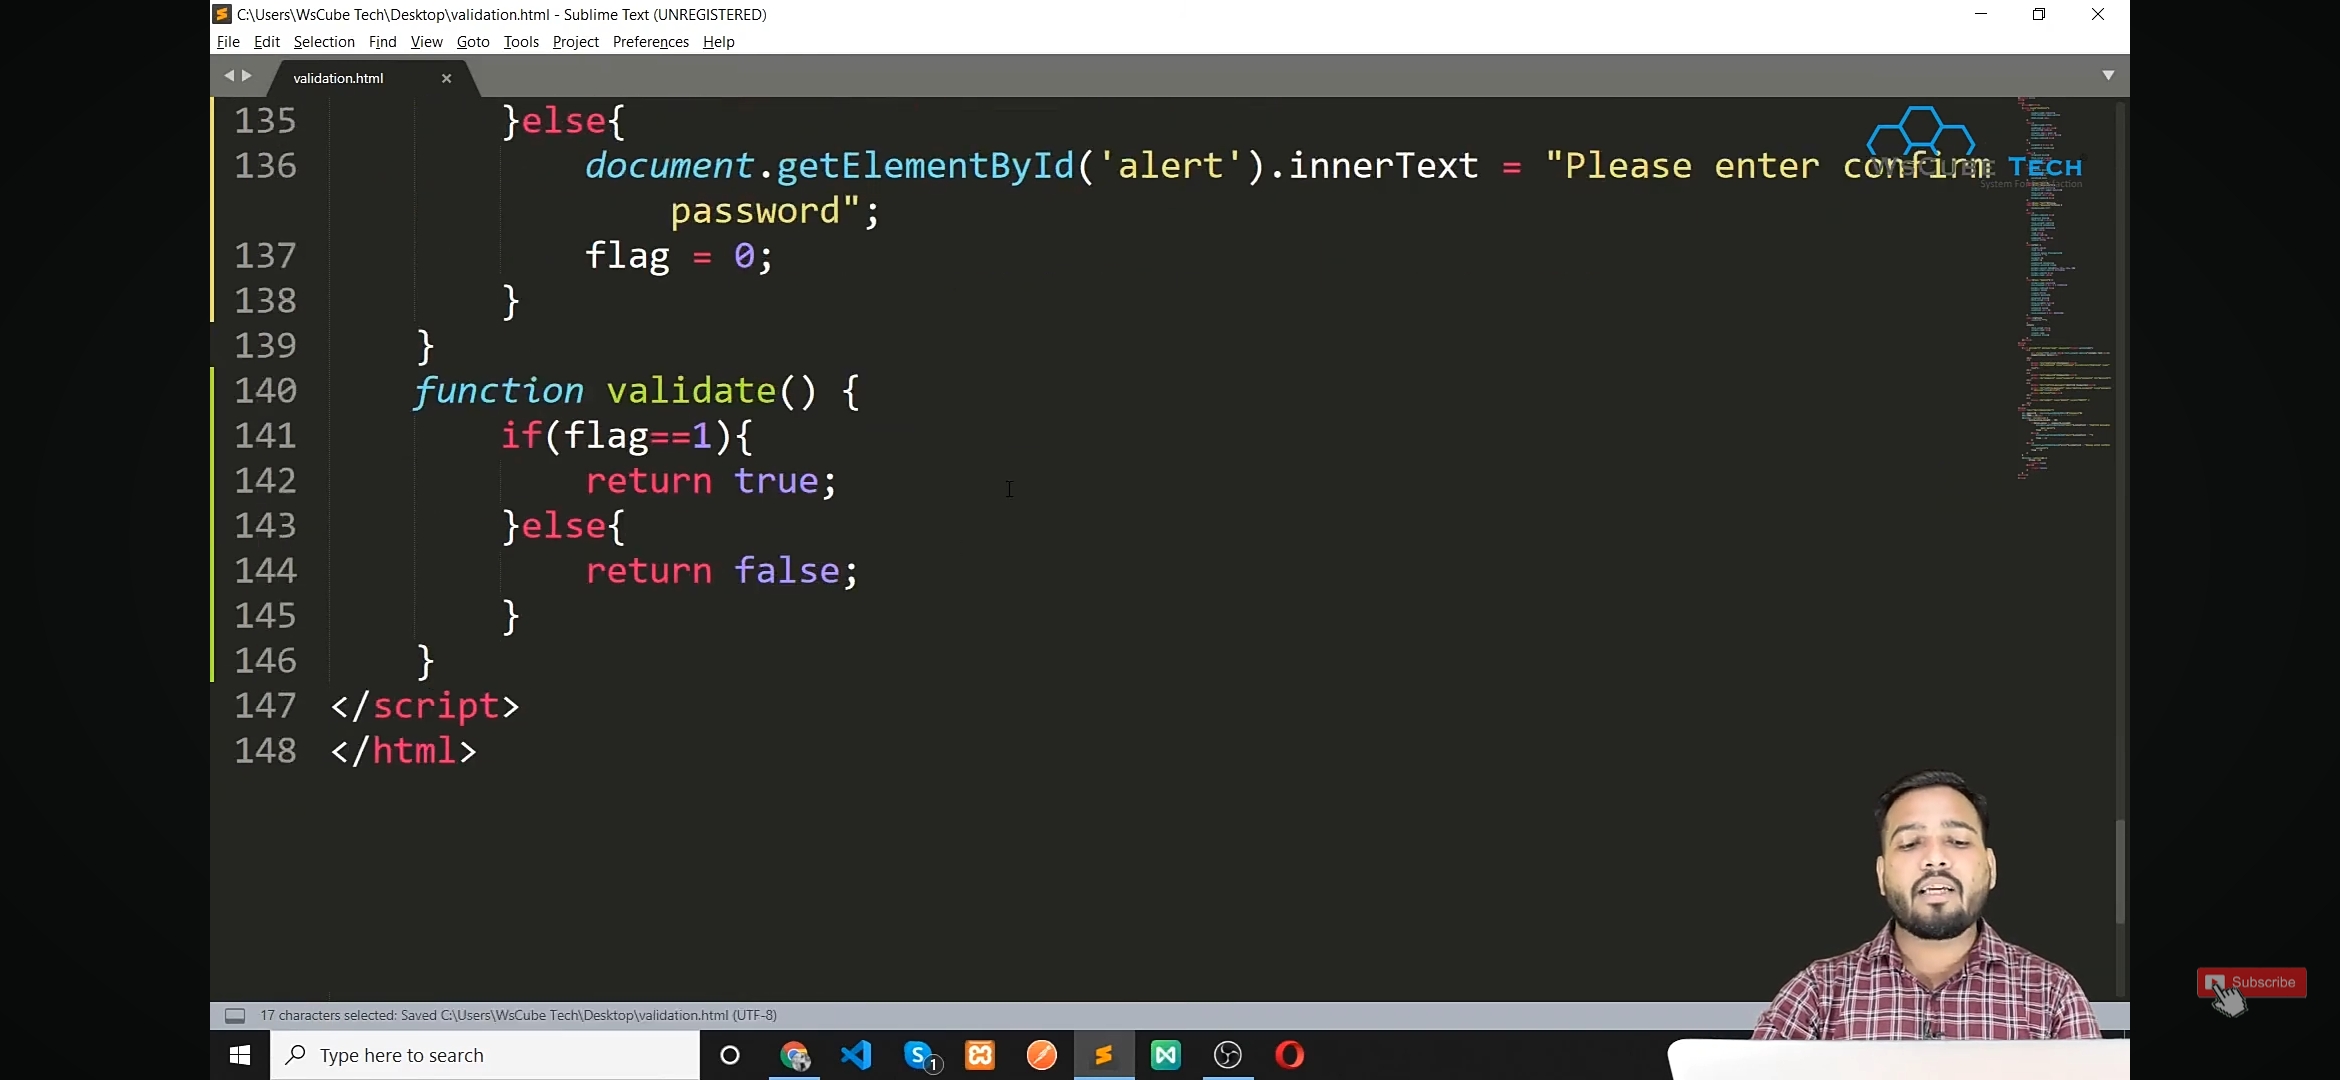 C:\Users\WsCube Tech\Desktop\validation.html - Sublime Text (UNREGISTERED)
File Edit Selection Find View Goto Tools Project Preferences Help
validation.html
135 }else{
136 document.getElementById('alert').innerText = "Please enter confirm
password";
137 flag = 0;
138 }
139 }
140 function validate() {
141 if(flag==1){
142 return true;
143 }else{
144 return false;
145 }
146 }
147 </script>
148 </html>
WsCube Tech
Subscribe
17 characters selected: Saved C:\Users\WsCube Tech\Desktop\validation.html (UTF-8)
Type here to search
1